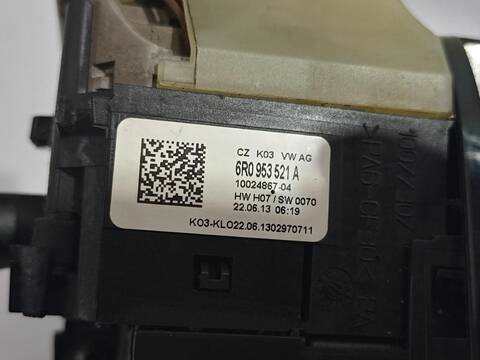 CZ K03 VW AG
6R0 953 521 A
10024867-04
HW H07 / SW 0070
22.06.13 06:19
KO3-KLO22.06.1302970711